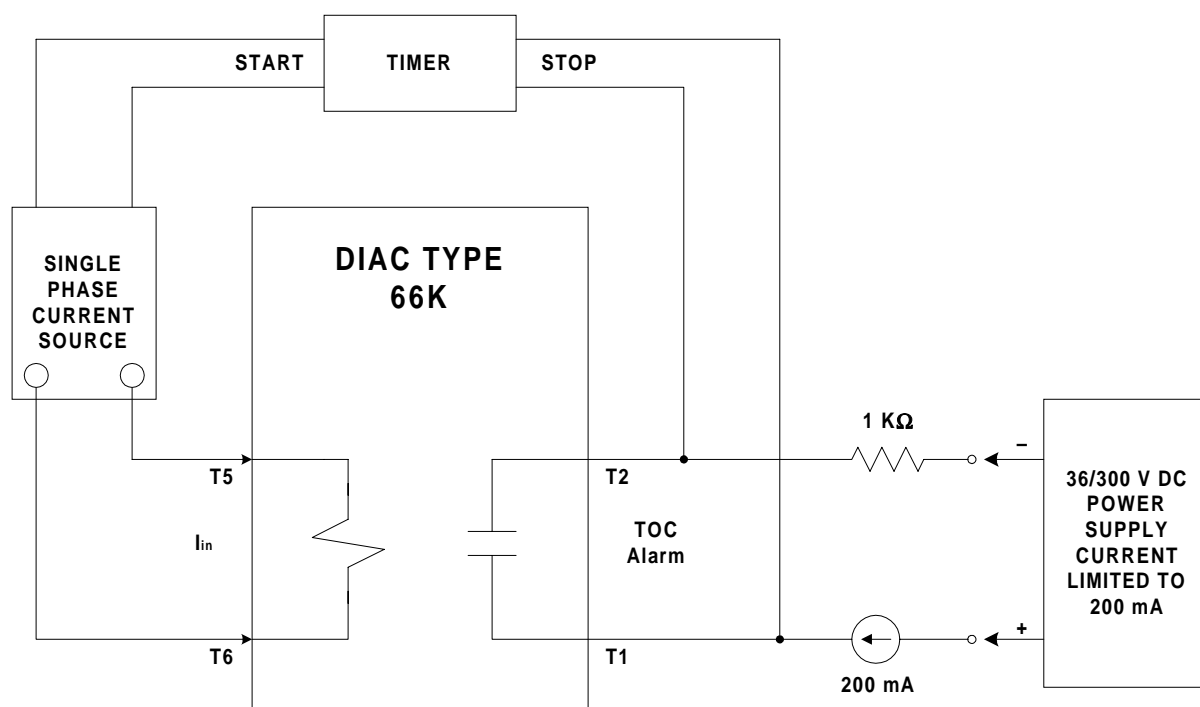 START
TIMER
STOP
SINGLE
PHASE
CURRENT
SOURCE
DIAC TYPE
66K
1 KΩ
T5
T2
–
Iin
TOC
Alarm
36/300 V DC
POWER
SUPPLY
CURRENT
LIMITED TO
200 mA
+
T6
T1
200 mA